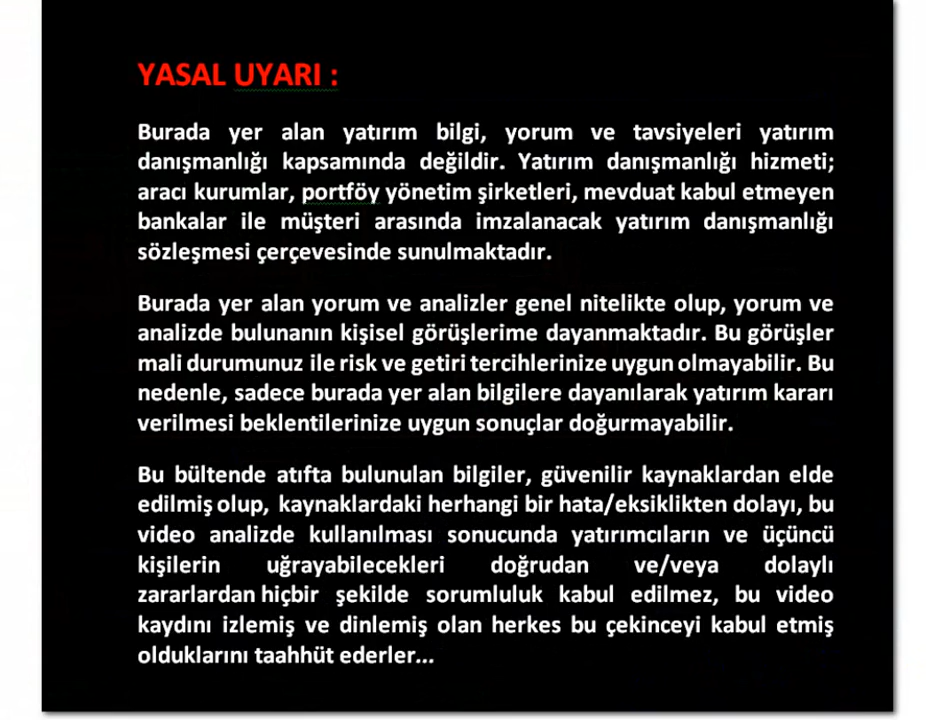 YASAL UYARI :
Burada yer alan yatırım bilgi, yorum ve tavsiyeleri yatırım
danışmanlığı kapsamında değildir. Yatırım danışmanlığı hizmeti;
aracı kurumlar, portföy yönetim şirketleri, mevduat kabul etmeyen
bankalar ile müşteri arasında imzalanacak yatırım danışmanlığı
sözleşmesi çerçevesinde sunulmaktadır.
Burada yer alan yorum ve analizler genel nitelikte olup, yorum ve
analizde bulunanın kişisel görüşlerime dayanmaktadır. Bu görüşler
mali durumunuz ile risk ve getiri tercihlerinize uygun olmayabilir. Bu
nedenle, sadece burada yer alan bilgilere dayanılarak yatırım kararı
verilmesi beklentilerinize uygun sonuçlar doğurmayabilir.
Bu bültende atıfta bulunulan bilgiler, güvenilir kaynaklardan elde
edilmiş olup, kaynaklardaki herhangi bir hata/eksiklikten dolayı, bu
video analizde kullanılması sonucunda yatırımcıların ve üçüncü
kişilerin uğrayabilecekleri doğrudan ve/veya dolaylı
zararlardan hiçbir şekilde sorumluluk kabul edilmez, bu video
kaydını izlemiş ve dinlemiş olan herkes bu çekinceyi kabul etmiş
olduklarını taahhüt ederler...